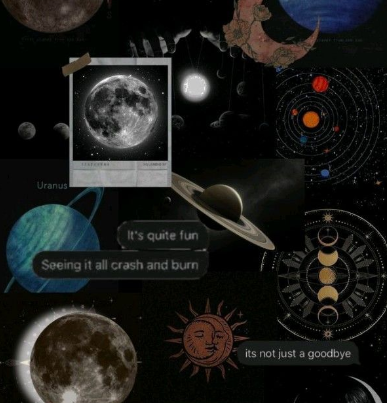 Uranus
It's quite fun
Seeing it all crash and burn
its not just a goodbye